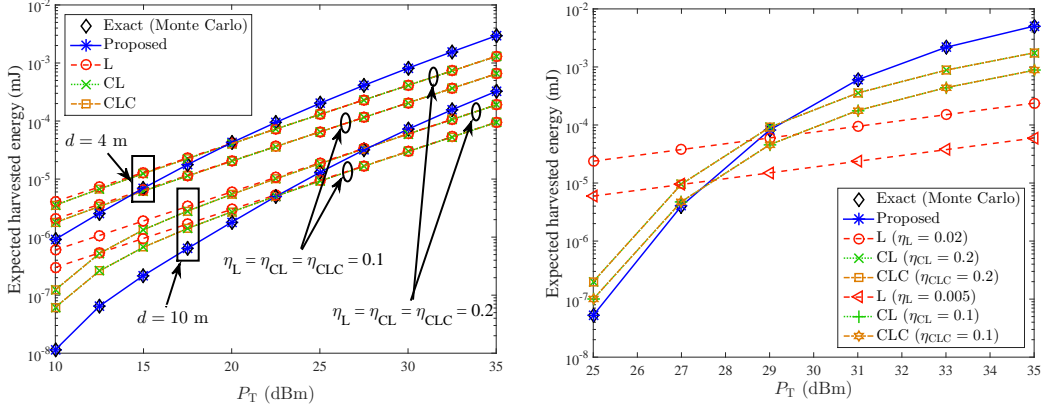 Expected harvested energy (mJ)
10^-2
10^-3
10^-4
10^-5
10^-6
10^-7
10^-8
Exact (Monte Carlo)
Proposed
L
CL
CLC
d = 4 m
d = 10 m
η_L = η_CL = η_CLC = 0.1
η_L = η_CL = η_CLC = 0.2
10 15 20 25 30 35
P_T (dBm)
Expected harvested energy (mJ)
10^-2
10^-3
10^-4
10^-5
10^-6
10^-7
10^-8
Exact (Monte Carlo)
Proposed
L (η_L = 0.02)
CL (η_CL = 0.2)
CLC (η_CLC = 0.2)
L (η_L = 0.005)
CL (η_CL = 0.1)
CLC (η_CLC = 0.1)
25 26 27 28 29 30 31 32 33 34 35
P_T (dBm)